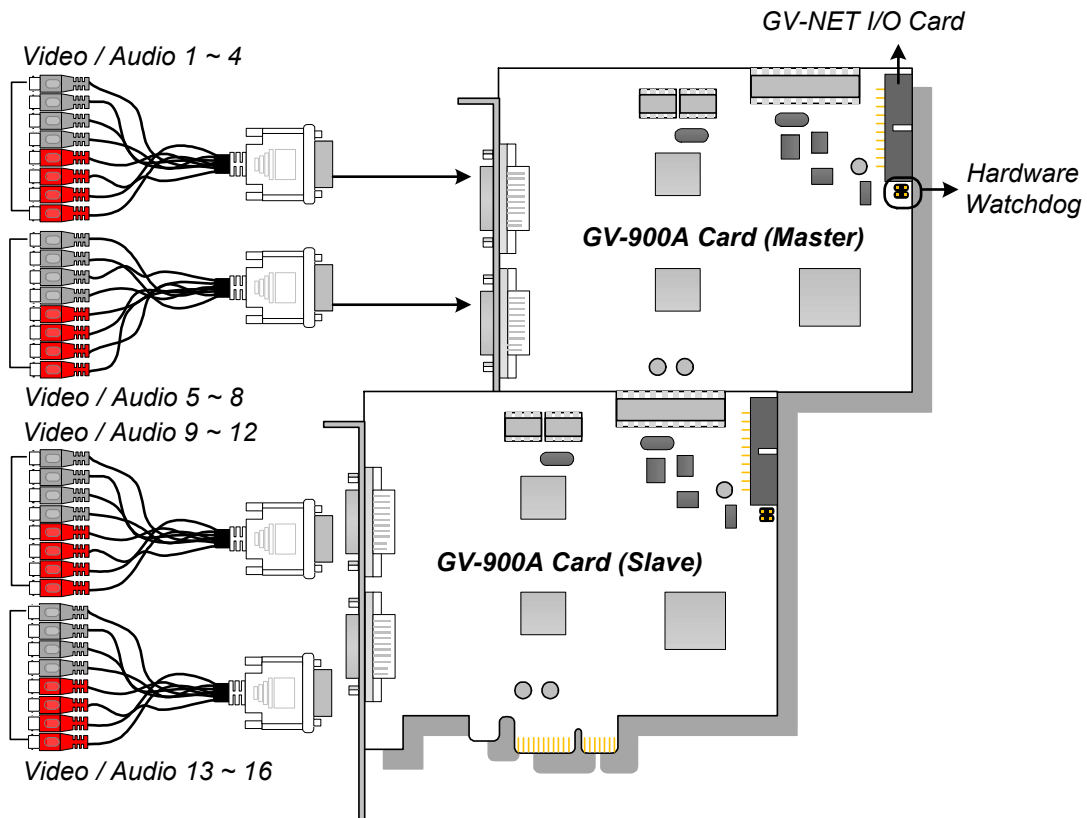 GV-NET I/O Card
Video / Audio 1 ~ 4
Hardware
Watchdog
GV-900A Card (Master)
Video / Audio 5 ~ 8
Video / Audio 9 ~ 12
GV-900A Card (Slave)
Video / Audio 13 ~ 16